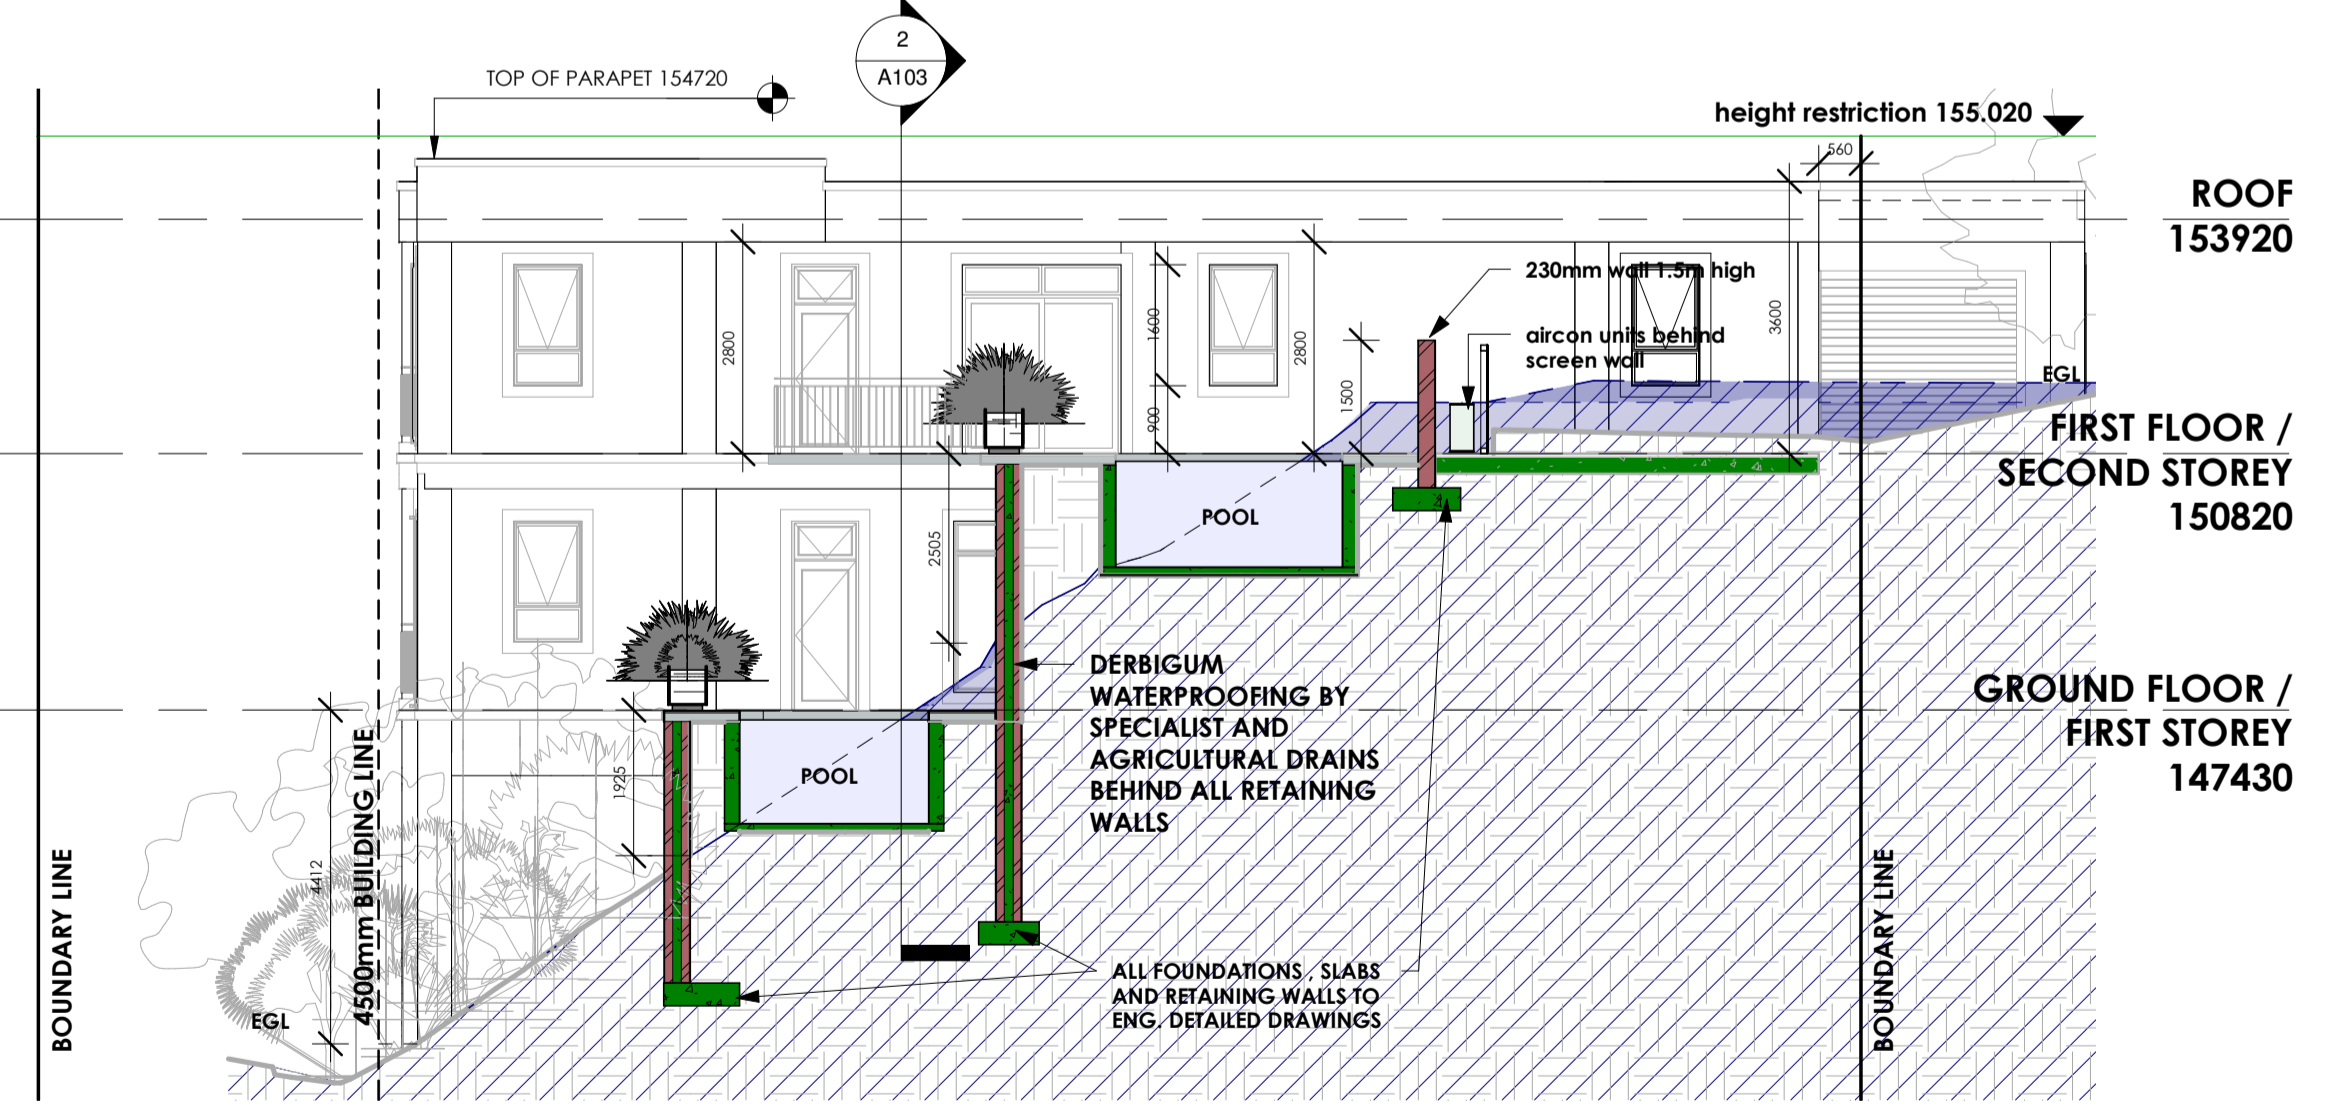 2
A103
TOP OF PARAPET 154720
height restriction 155.020
560
ROOF
153920
230mm wall 1.5m high
aircon units behind
screen wall
2800
1600
900
2800
1500
3600
EGL
FIRST FLOOR /
SECOND STOREY
150820
POOL
2505
DERBIGUM
WATERPROOFING BY
SPECIALIST AND
AGRICULTURAL DRAINS
BEHIND ALL RETAINING
WALLS
GROUND FLOOR /
FIRST STOREY
147430
POOL
1925
4412
BOUNDARY LINE
4500mm BUILDING LINE
EGL
ALL FOUNDATIONS , SLABS
AND RETAINING WALLS TO
ENG. DETAILED DRAWINGS
BOUNDARY LINE